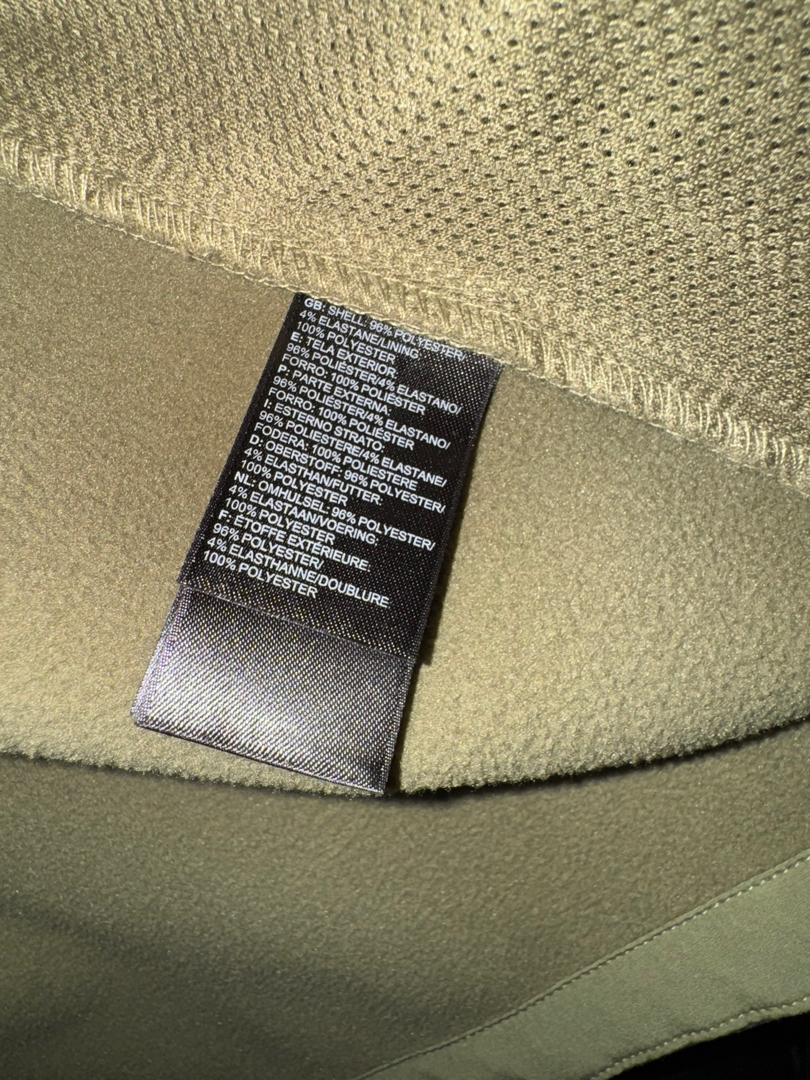 GB: SHELL: 96% POLYESTER/
4% ELASTANE/LINING:
100% POLYESTER
E: TELA EXTERIOR:
96% POLIÉSTER/4% ELASTANO/
FORRO: 100% POLIÉSTER
P: PARTE EXTERNA:
96% POLIÉSTER/4% ELASTANO/
FORRO: 100% POLIÉSTER
I: ESTERNO STRATO:
96% POLIESTERE/4% ELASTANE/
FODERA: 100% POLIESTERE
D: OBERSTOFF: 96% POLYESTER/
4% ELASTHAN/FUTTER:
100% POLYESTER
NL: OMHULSEL: 96% POLYESTER/
4% ELASTAAN/VOERING:
100% POLYESTER
F: ÉTOFFE EXTÉRIEURE:
96% POLYESTER/
4% ELASTHANNE/DOUBLURE:
100% POLYESTER